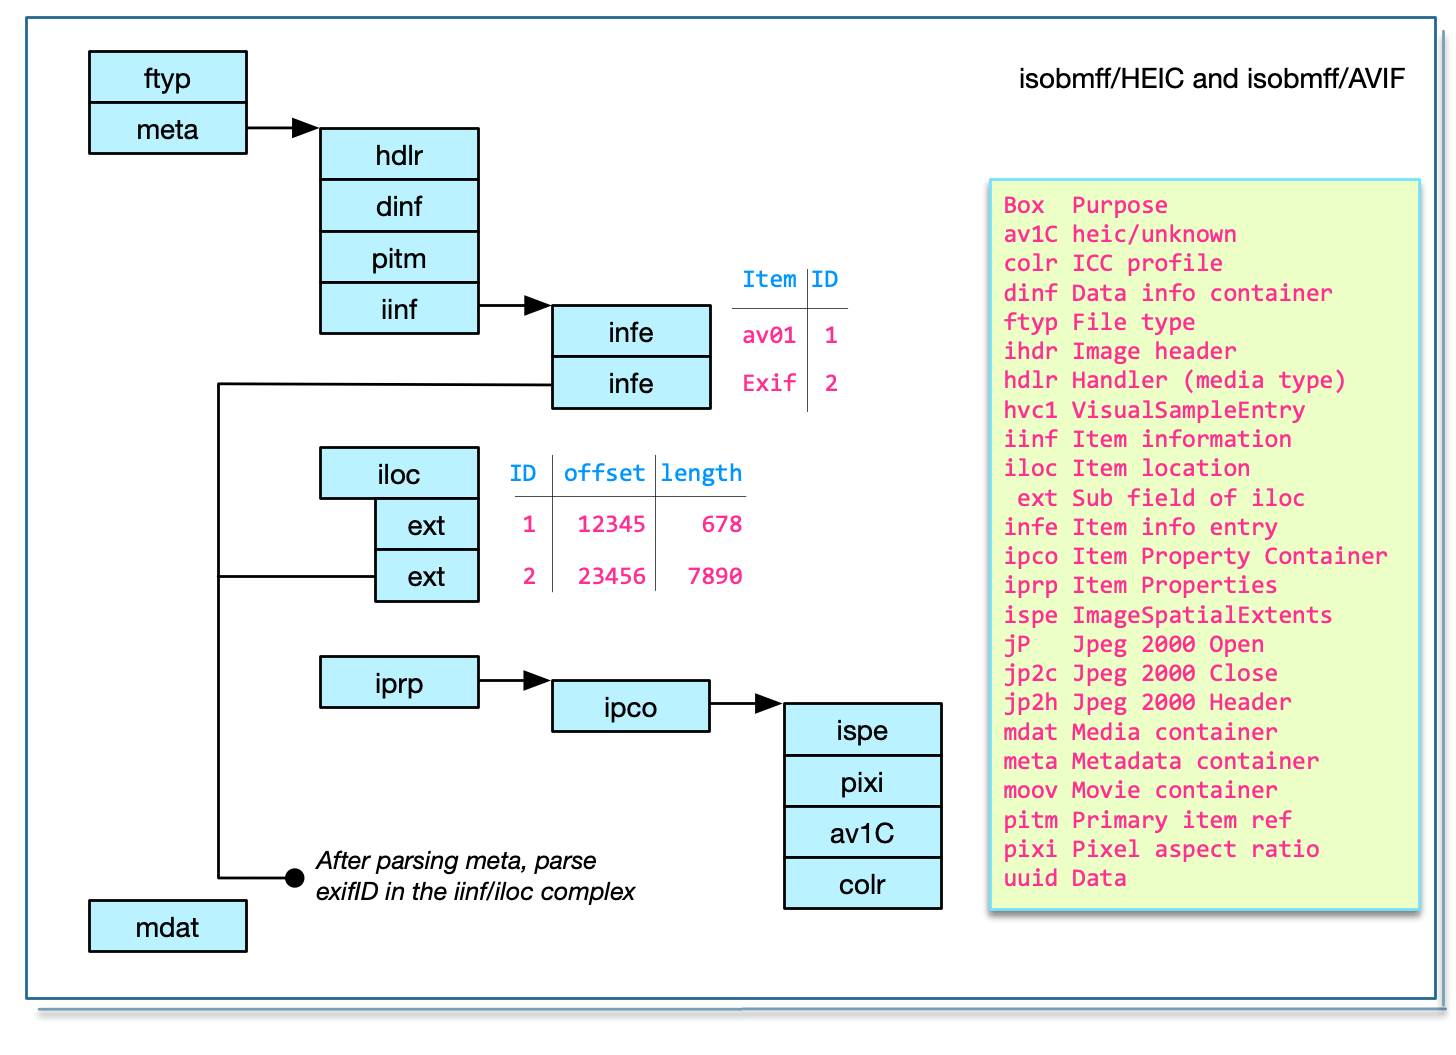 isobmff/HEIC and isobmff/AVIF
ftyp
meta
hdlr
dinf
pitm
iinf
infe
infe
Item ID
av01 1
Exif 2
iloc
ext
ext
ID offset length
1 12345 678
2 23456 7890
iprp
ipco
ispe
pixi
av1C
colr
After parsing meta, parse
exifID in the iinf/iloc complex
mdat
Box Purpose
av1C heic/unknown
colr ICC profile
dinf Data info container
ftyp File type
ihdr Image header
hdlr Handler (media type)
hvc1 VisualSampleEntry
iinf Item information
iloc Item location
ext Sub field of iloc
infe Item info entry
ipco Item Property Container
iprp Item Properties
ispe ImageSpatialExtents
jP Jpeg 2000 Open
jp2c Jpeg 2000 Close
jp2h Jpeg 2000 Header
mdat Media container
meta Metadata container
moov Movie container
pitm Primary item ref
pixi Pixel aspect ratio
uuid Data